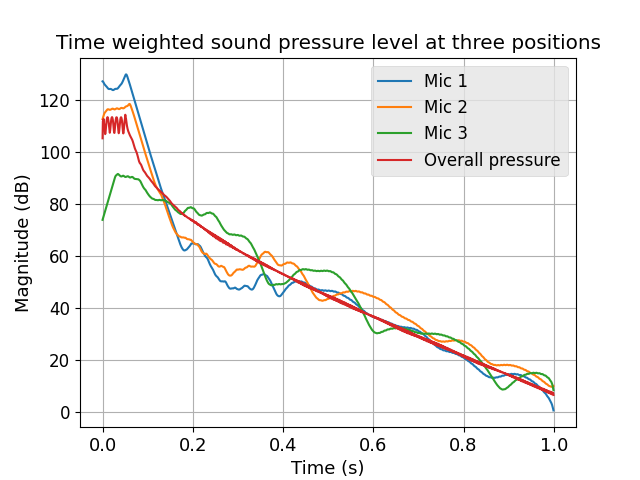 Time weighted sound pressure level at three positions
Mic 1
Mic 2
Mic 3
Overall pressure
Magnitude (dB)
120
100
80
60
40
20
0
0.0 0.2 0.4 0.6 0.8 1.0
Time (s)